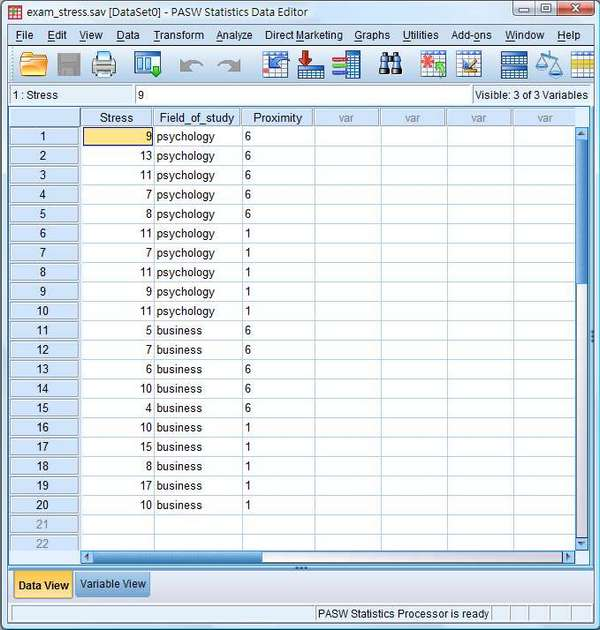 exam_stress.sav [DataSet0] - PASW Statistics Data Editor
File Edit View Data Transform Analyze Direct Marketing Graphs Utilities Add-ons Window Help
1 : Stress 9 Visible: 3 of 3 Variables
Stress Field_of_study Proximity var var var var
1 9 psychology 6
2 13 psychology 6
3 11 psychology 6
4 7 psychology 6
5 8 psychology 6
6 11 psychology 1
7 7 psychology 1
8 11 psychology 1
9 9 psychology 1
10 11 psychology 1
11 5 business 6
12 7 business 6
13 6 business 6
14 10 business 6
15 4 business 6
16 10 business 1
17 15 business 1
18 8 business 1
19 17 business 1
20 10 business 1
21
22
Data View Variable View
PASW Statistics Processor is ready